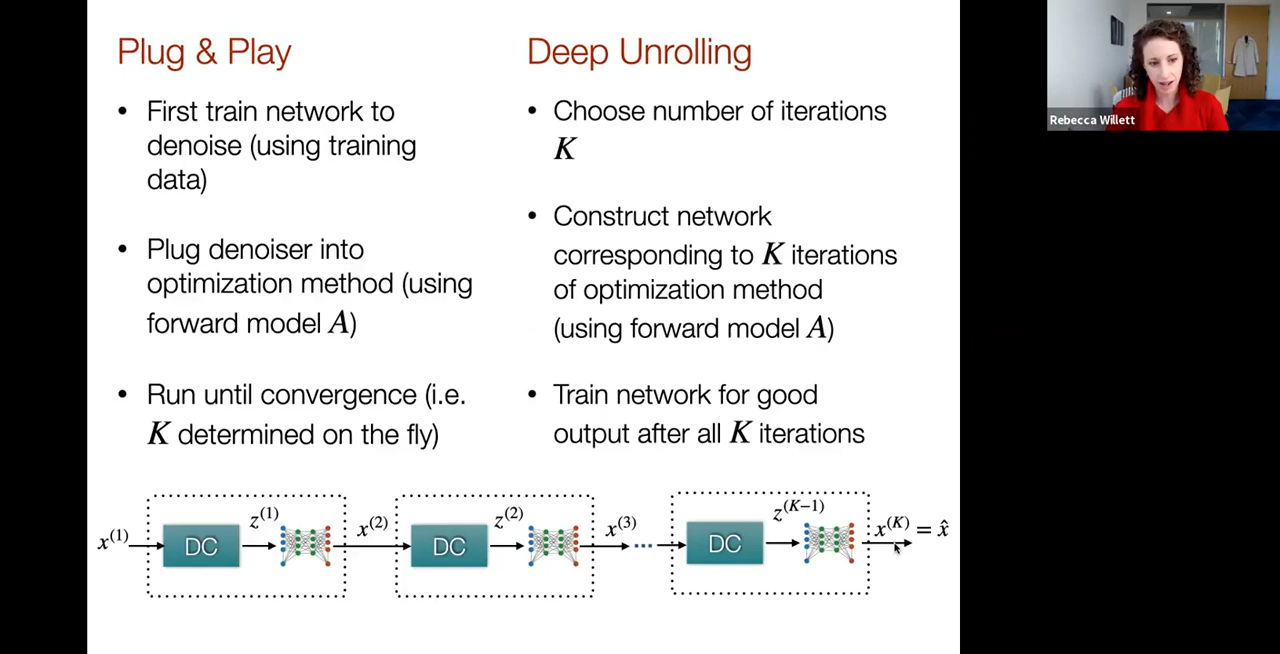 Plug & Play
• First train network to
denoise (using training
data)
• Plug denoiser into
optimization method (using
forward model A)
• Run until convergence (i.e.
K determined on the fly)
Deep Unrolling
• Choose number of iterations
K
• Construct network
corresponding to K iterations
of optimization method
(using forward model A)
• Train network for good
output after all K iterations
x^(1) DC z^(1) x^(2) DC z^(2) x^(3) ... DC z^(K−1) x^(K) = x̂
Rebecca Willett